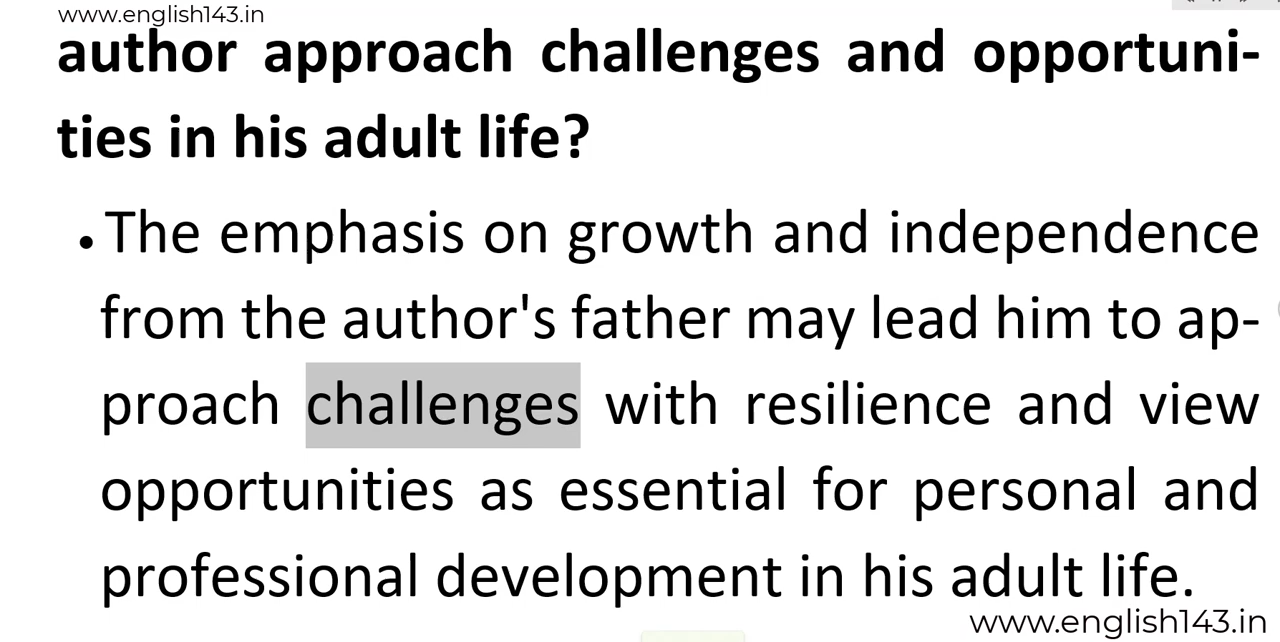 www.english143.in
author approach challenges and opportuni-
ties in his adult life?
• The emphasis on growth and independence
from the author's father may lead him to ap-
proach challenges with resilience and view
opportunities as essential for personal and
professional development in his adult life.
www.english143.in